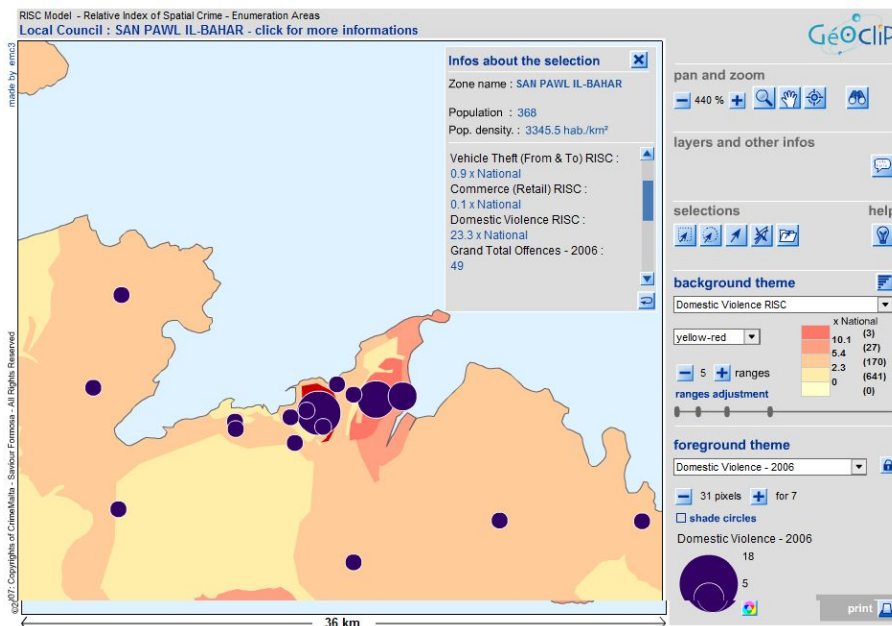 RISC Model - Relative Index of Spatial Crime - Enumeration Areas
Local Council : SAN PAWL IL-BAHAR - click for more informations
made by emc3
GéOcliP
Infos about the selection
Zone name : SAN PAWL IL-BAHAR
Population : 368
Pop. density. : 3345.5 hab./km²
Vehicle Theft (From & To) RISC :
0.9 x National
Commerce (Retail) RISC :
0.1 x National
Domestic Violence RISC :
23.3 x National
Grand Total Offences - 2006 :
49
pan and zoom
440 %
layers and other infos
selections
help
background theme
Domestic Violence RISC
x National
yellow-red
(3)
10.1
(27)
5.4
(170)
2.3
(641)
0
(0)
5 ranges
ranges adjustment
foreground theme
Domestic Violence - 2006
31 pixels for 7
shade circles
Domestic Violence - 2006
18
5
print
36 km
Copyrights of CrimeMalta - Saviour Formosa - All Rights Reserved